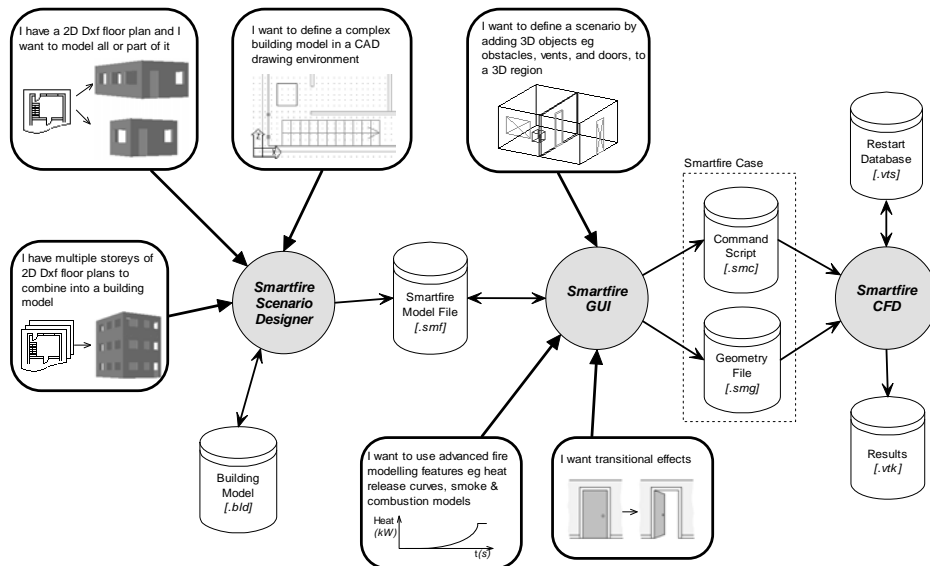 I have a 2D Dxf floor plan and I
want to model all or part of it
I want to define a complex
building model in a CAD
drawing environment
Z
X
I want to define a scenario by
adding 3D objects eg
obstacles, vents, and doors, to
a 3D region
Smartfire Case
Restart
Database
[.vts]
Command
Script
[.smc]
I have multiple storeys of
2D Dxf floor plans to
combine into a building
model
Smartfire
Scenario
Designer
Smartfire
Model File
[.smf]
Smartfire
GUI
Smartfire
CFD
Geometry
File
[.smg]
Building
Model
[.bld]
I want to use advanced fire
modelling features eg heat
release curves, smoke &
combustion models
Heat
(kW)
t(s)
I want transitional effects
Results
[.vtk]